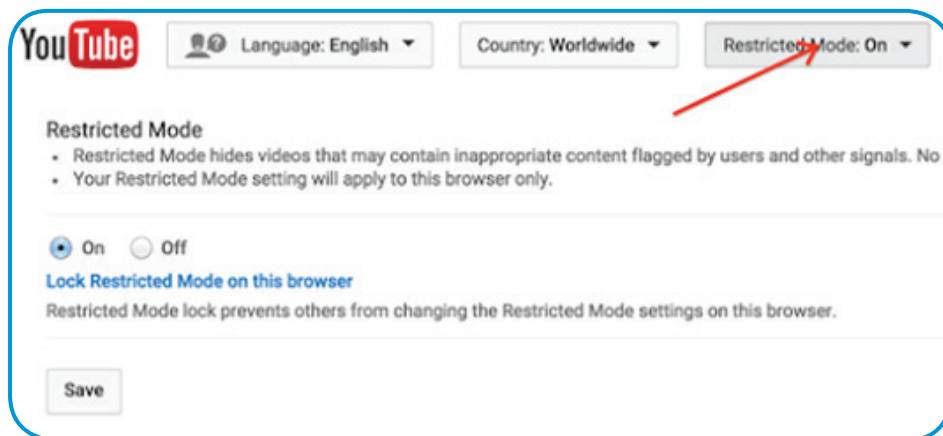 YouTube Language: English Country: Worldwide Restricted Mode: On
Restricted Mode
• Restricted Mode hides videos that may contain inappropriate content flagged by users and other signals. No
• Your Restricted Mode setting will apply to this browser only.
On Off
Lock Restricted Mode on this browser
Restricted Mode lock prevents others from changing the Restricted Mode settings on this browser.
Save